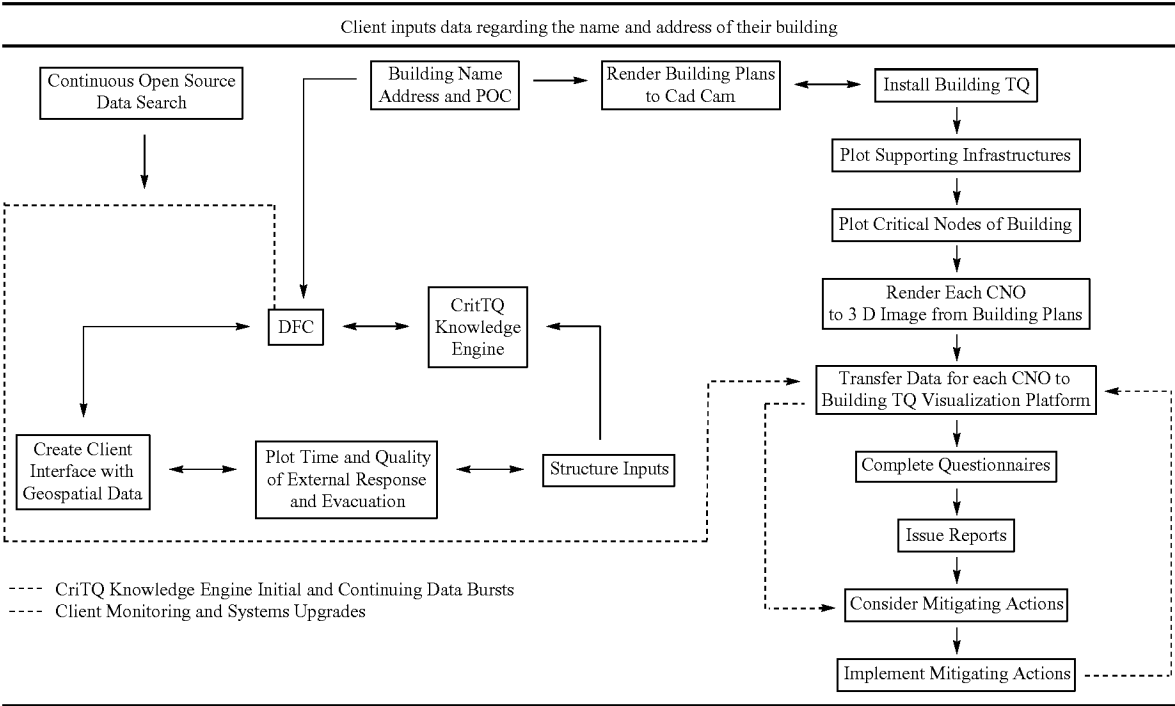 Client inputs data regarding the name and address of their building
Continuous Open Source
Data Search
Building Name
Address and POC
Render Building Plans
to Cad Cam
Install Building TQ
Plot Supporting Infrastructures
Plot Critical Nodes of Building
Render Each CNO
to 3 D Image from Building Plans
DFC
CritTQ
Knowledge
Engine
Transfer Data for each CNO to
Building TQ Visualization Platform
Create Client
Interface with
Geospatial Data
Plot Time and Quality
of External Response
and Evacuation
Structure Inputs
Complete Questionnaires
Issue Reports
Consider Mitigating Actions
Implement Mitigating Actions
CriTQ Knowledge Engine Initial and Continuing Data Bursts
Client Monitoring and Systems Upgrades